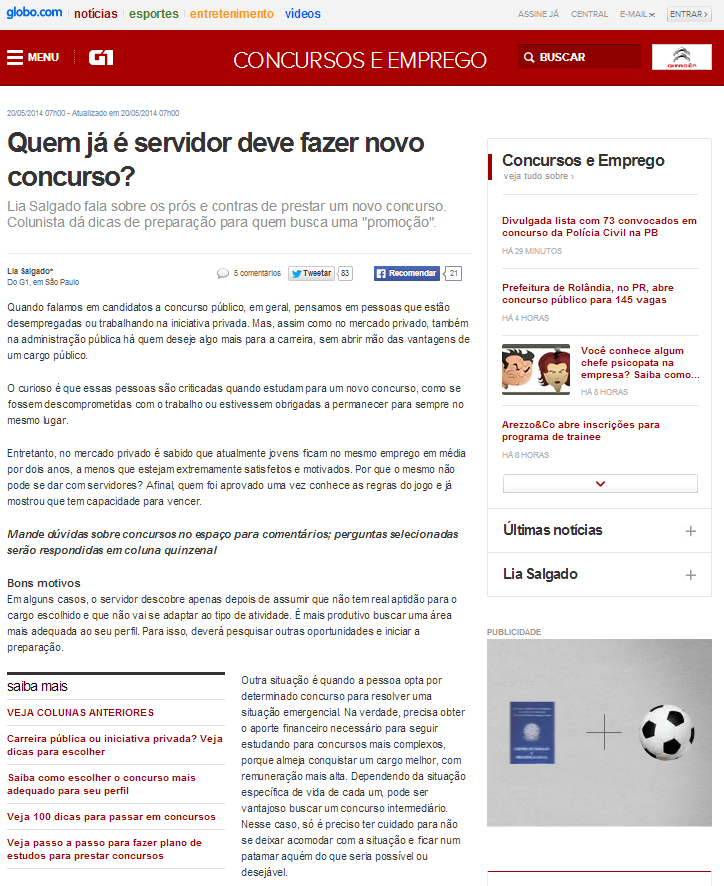 globo.com notícias esportes entretenimento vídeos
ASSINE JÁ CENTRAL E-MAIL ENTRAR ›
MENU G1 CONCURSOS E EMPREGO BUSCAR
CITROËN
20/05/2014 07h00 - Atualizado em 20/05/2014 07h00
Quem já é servidor deve fazer novo
concurso?
Lia Salgado fala sobre os prós e contras de prestar um novo concurso.
Colunista dá dicas de preparação para quem busca uma "promoção".
Lia Salgado*
Do G1, em São Paulo
5 comentários Tweetar 83 Recomendar 21
Quando falamos em candidatos a concurso público, em geral, pensamos em pessoas que estão
desempregadas ou trabalhando na iniciativa privada. Mas, assim como no mercado privado, também
na administração pública há quem deseje algo mais para a carreira, sem abrir mão das vantagens de
um cargo público.
O curioso é que essas pessoas são criticadas quando estudam para um novo concurso, como se
fossem descomprometidas com o trabalho ou estivessem obrigadas a permanecer para sempre no
mesmo lugar.
Entretanto, no mercado privado é sabido que atualmente jovens ficam no mesmo emprego em média
por dois anos, a menos que estejam extremamente satisfeitos e motivados. Por que o mesmo não
pode se dar com servidores? Afinal, quem foi aprovado uma vez conhece as regras do jogo e já
mostrou que tem capacidade para vencer.
Mande dúvidas sobre concursos no espaço para comentários; perguntas selecionadas
serão respondidas em coluna quinzenal
Bons motivos
Em alguns casos, o servidor descobre apenas depois de assumir que não tem real aptidão para o
cargo escolhido e que não vai se adaptar ao tipo de atividade. É mais produtivo buscar uma área
mais adequada ao seu perfil. Para isso, deverá pesquisar outras oportunidades e iniciar a
preparação.
saiba mais
VEJA COLUNAS ANTERIORES
Carreira pública ou iniciativa privada? Veja
dicas para escolher
Saiba como escolher o concurso mais
adequado para seu perfil
Veja 100 dicas para passar em concursos
Veja passo a passo para fazer plano de
estudos para prestar concursos
Outra situação é quando a pessoa opta por
determinado concurso para resolver uma
situação emergencial. Na verdade, precisa obter
o aporte financeiro necessário para seguir
estudando para concursos mais complexos,
porque almeja conquistar um cargo melhor, com
remuneração mais alta. Dependendo da situação
específica de vida de cada um, pode ser
vantajoso buscar um concurso intermediário.
Nesse caso, só é preciso ter cuidado para não
se deixar acomodar com a situação e ficar num
patamar aquém do que seria possível ou
desejável.
Concursos e Emprego
veja tudo sobre ›
Divulgada lista com 73 convocados em
concurso da Polícia Civil na PB
HÁ 29 MINUTOS
Prefeitura de Rolândia, no PR, abre
concurso público para 145 vagas
HÁ 4 HORAS
Você conhece algum
chefe psicopata na
empresa? Saiba como...
HÁ 8 HORAS
Arezzo&Co abre inscrições para
programa de trainee
HÁ 8 HORAS
Últimas notícias +
Lia Salgado +
PUBLICIDADE